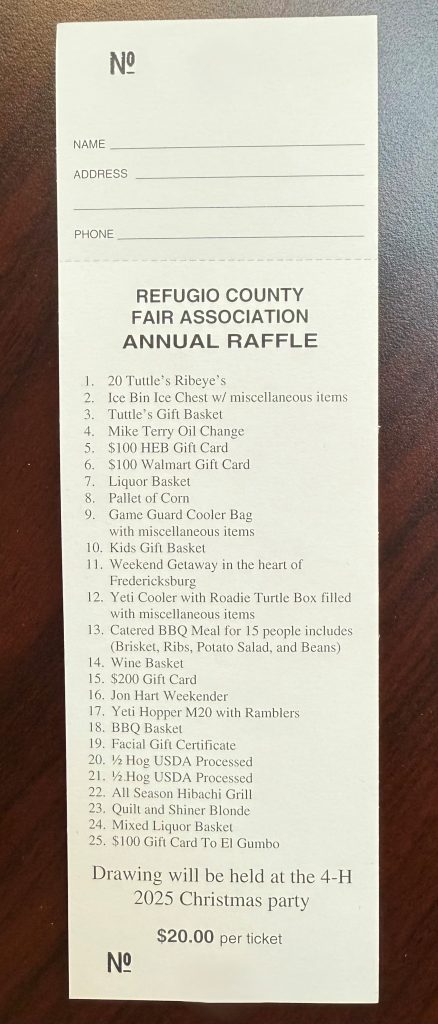 Nº
NAME
ADDRESS
PHONE
REFUGIO COUNTY
FAIR ASSOCIATION
ANNUAL RAFFLE
1. 20 Tuttle's Ribeye's
2. Ice Bin Ice Chest w/ miscellaneous items
3. Tuttle's Gift Basket
4. Mike Terry Oil Change
5. $100 HEB Gift Card
6. $100 Walmart Gift Card
7. Liquor Basket
8. Pallet of Corn
9. Game Guard Cooler Bag
with miscellaneous items
10. Kids Gift Basket
11. Weekend Getaway in the heart of
Fredericksburg
12. Yeti Cooler with Roadie Turtle Box filled
with miscellaneous items
13. Catered BBQ Meal for 15 people includes
(Brisket, Ribs, Potato Salad, and Beans)
14. Wine Basket
15. $200 Gift Card
16. Jon Hart Weekender
17. Yeti Hopper M20 with Ramblers
18. BBQ Basket
19. Facial Gift Certificate
20. ½ Hog USDA Processed
21. ½ Hog USDA Processed
22. All Season Hibachi Grill
23. Quilt and Shiner Blonde
24. Mixed Liquor Basket
25. $100 Gift Card To El Gumbo
Drawing will be held at the 4-H
2025 Christmas party
$20.00 per ticket
Nº